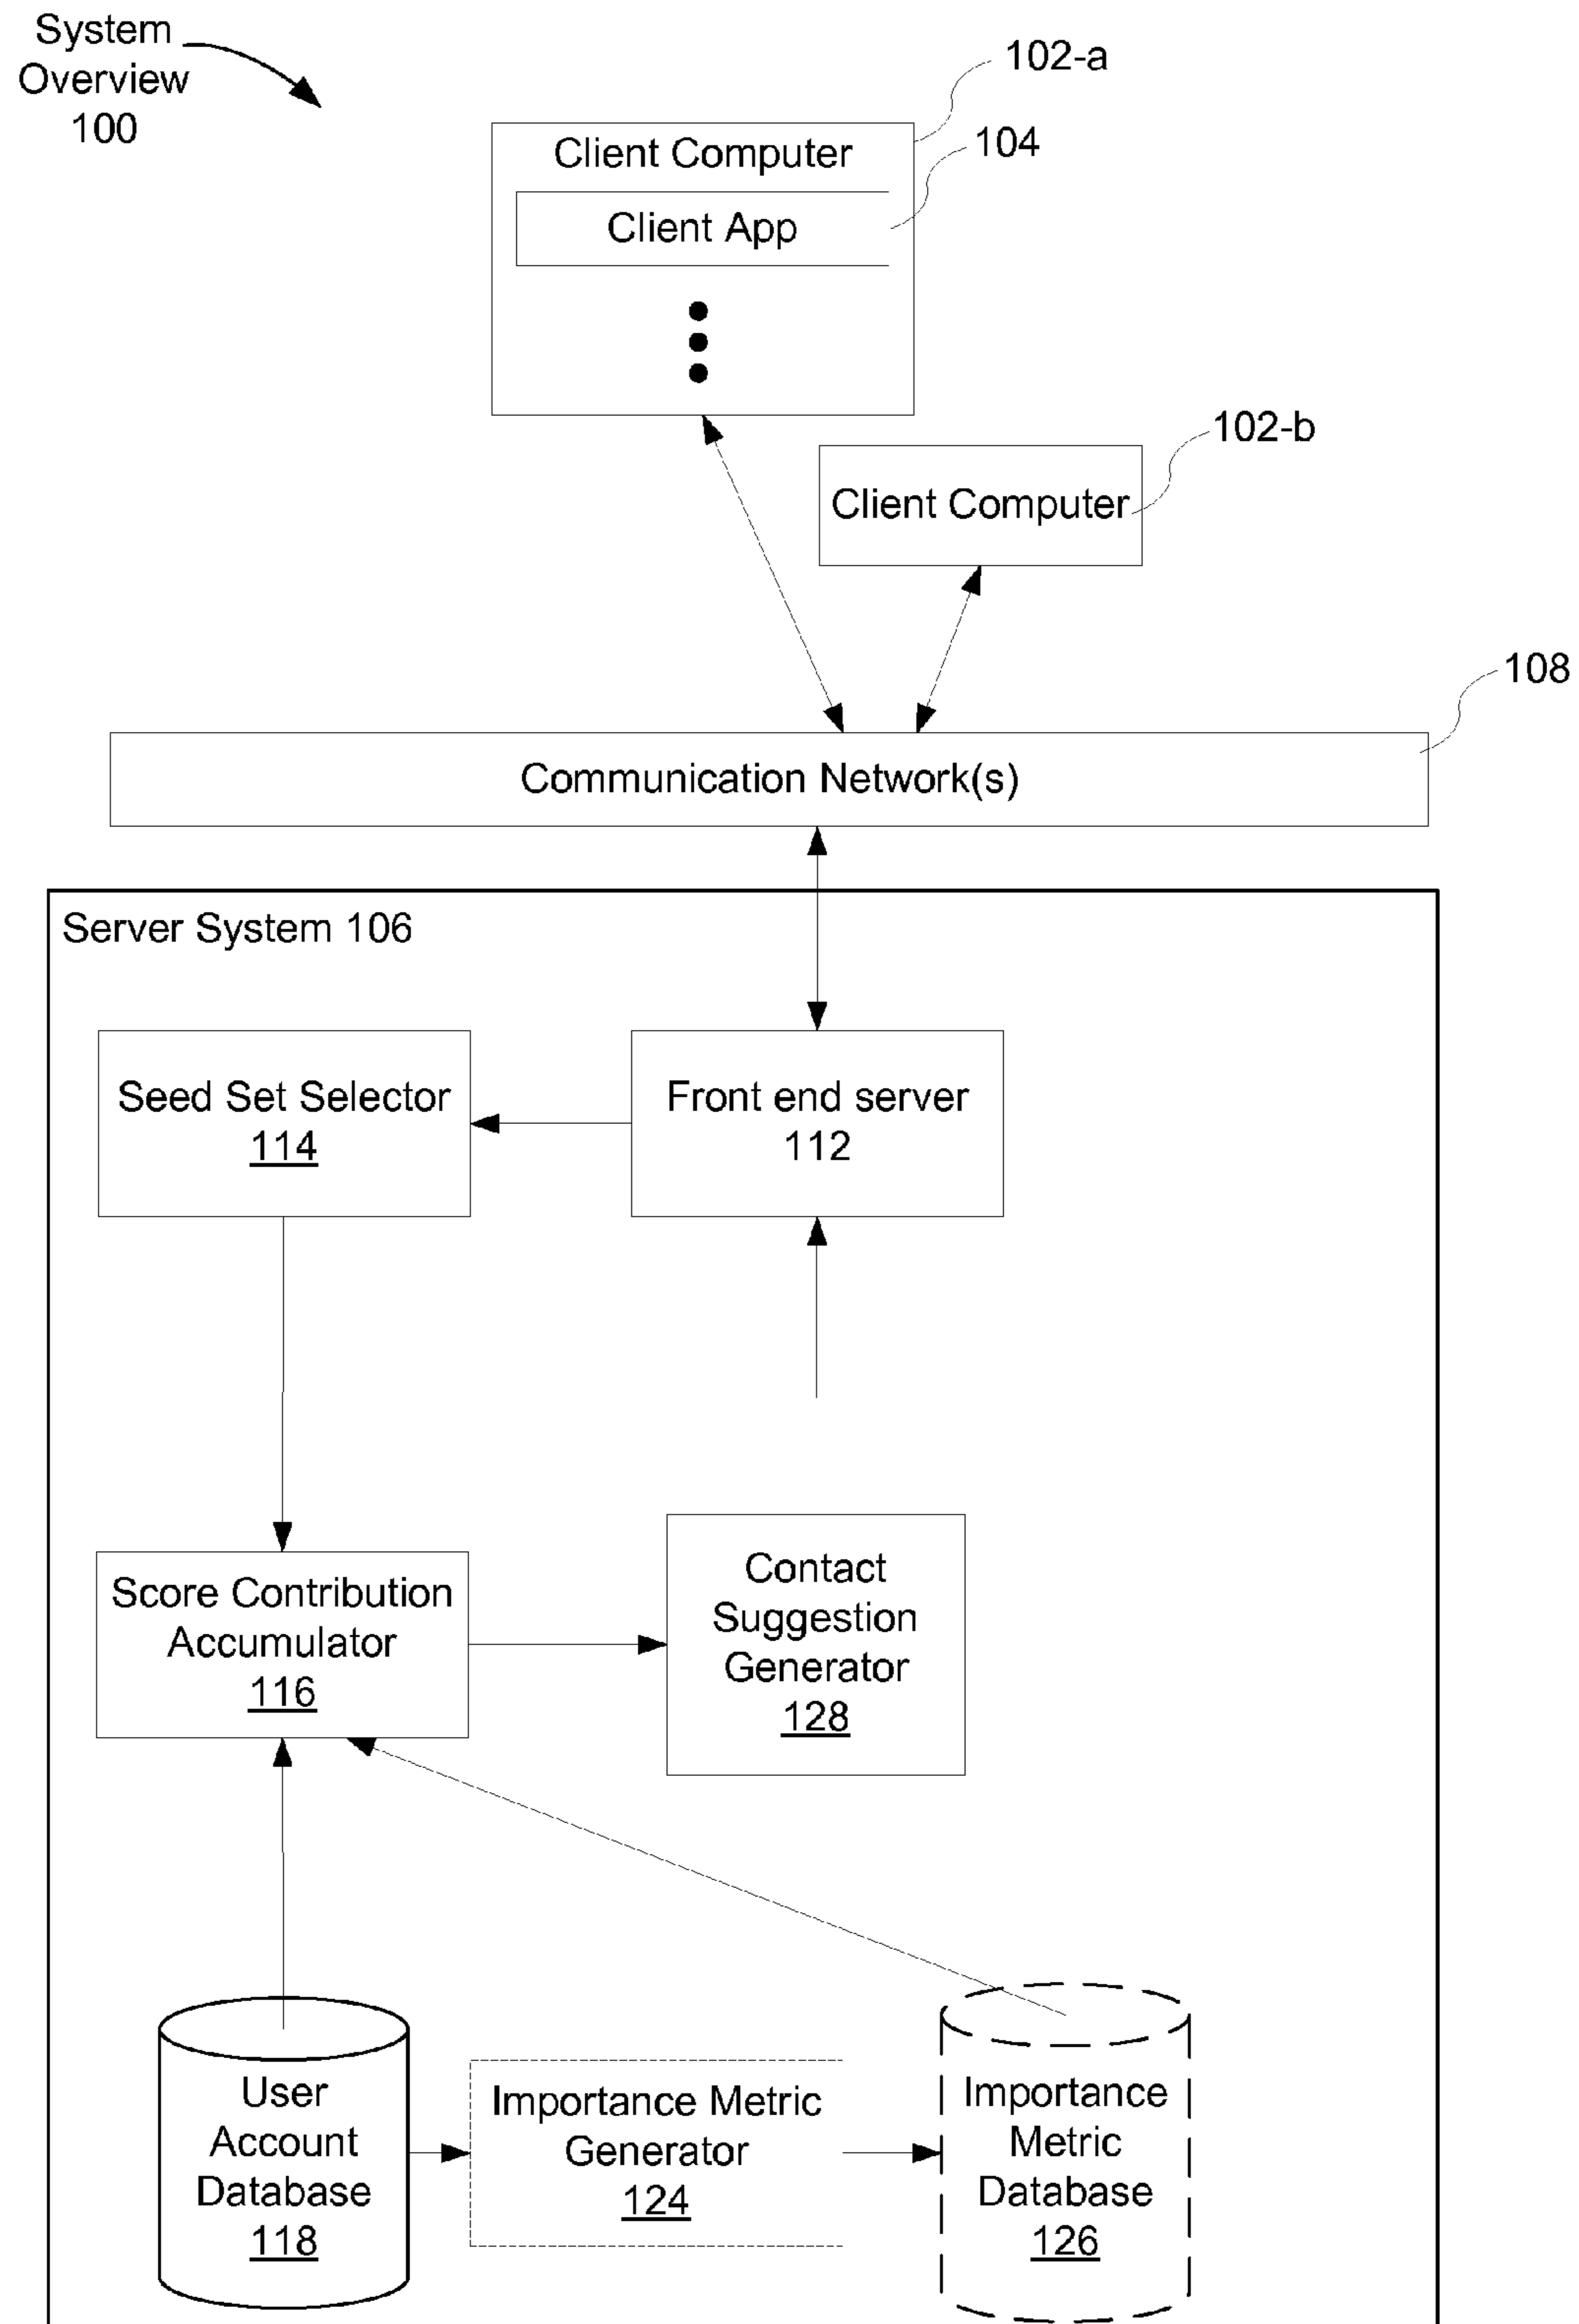 System
Overview
100
102-a
Client Computer
104
Client App
102-b
Client Computer
108
Communication Network(s)
Server System 106
Seed Set Selector
114
Front end server
112
Score Contribution
Accumulator
116
Contact
Suggestion
Generator
128
User
Account
Database
118
Importance Metric
Generator
124
Importance
Metric
Database
126